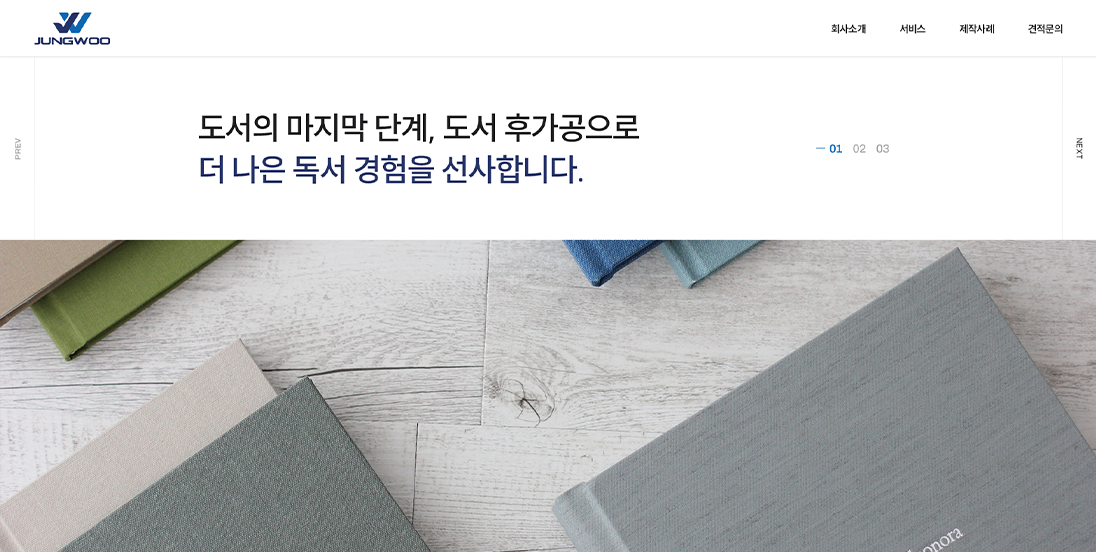 JUNGWOO
회사소개 서비스 제작사례 견적문의
PREV
도서의 마지막 단계, 도서 후가공으로
더 나은 독서 경험을 선사합니다.
01 02 03
NEXT